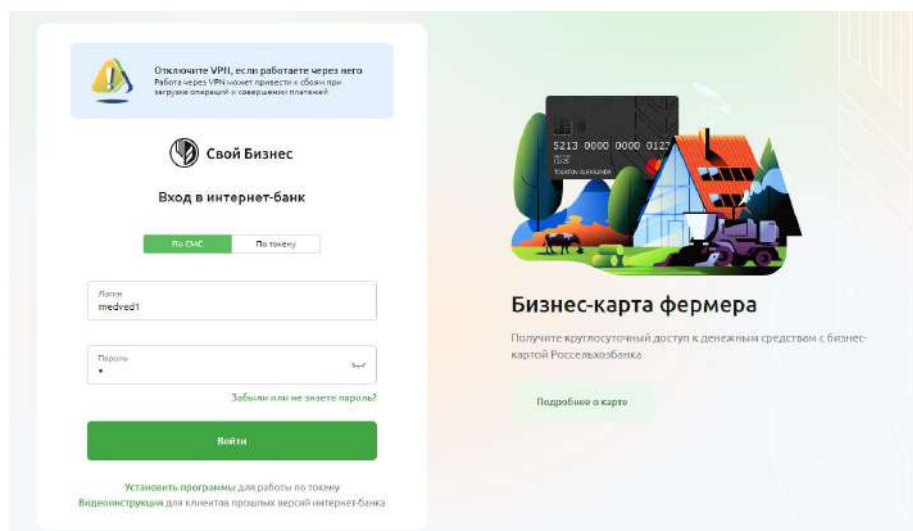 Отключите VPN, если работаете через него
Работа через VPN может привести к сбоям при
загрузке операций и совершении платежей
Свой Бизнес
Вход в интернет-банк
По СМС
По токену
Логин
medved1
Пароль
•
Забыли или не знаете пароль?
Войти
Установить программы для работы по токену
Видеоинструкция для клиентов прошлых версий интернет-банка
5213 0000 0000 0123
Бизнес-карта фермера
Получите круглосуточный доступ к денежным средствам с бизнес-
картой Россельхозбанка
Подробнее о карте